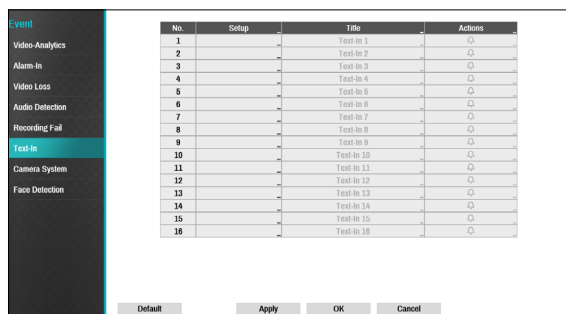 Event
Video-Analytics
Alarm-In
Video Loss
Audio Detection
Recording Fail
Text-In
Camera System
Face Detection
No. Setup Title Actions
1 Text-In 1
2 Text-In 2
3 Text-In 3
4 Text-In 4
5 Text-In 5
6 Text-In 6
7 Text-In 7
8 Text-In 8
9 Text-In 9
10 Text-In 10
11 Text-In 11
12 Text-In 12
13 Text-In 13
14 Text-In 14
15 Text-In 15
16 Text-In 16
Default Apply OK Cancel